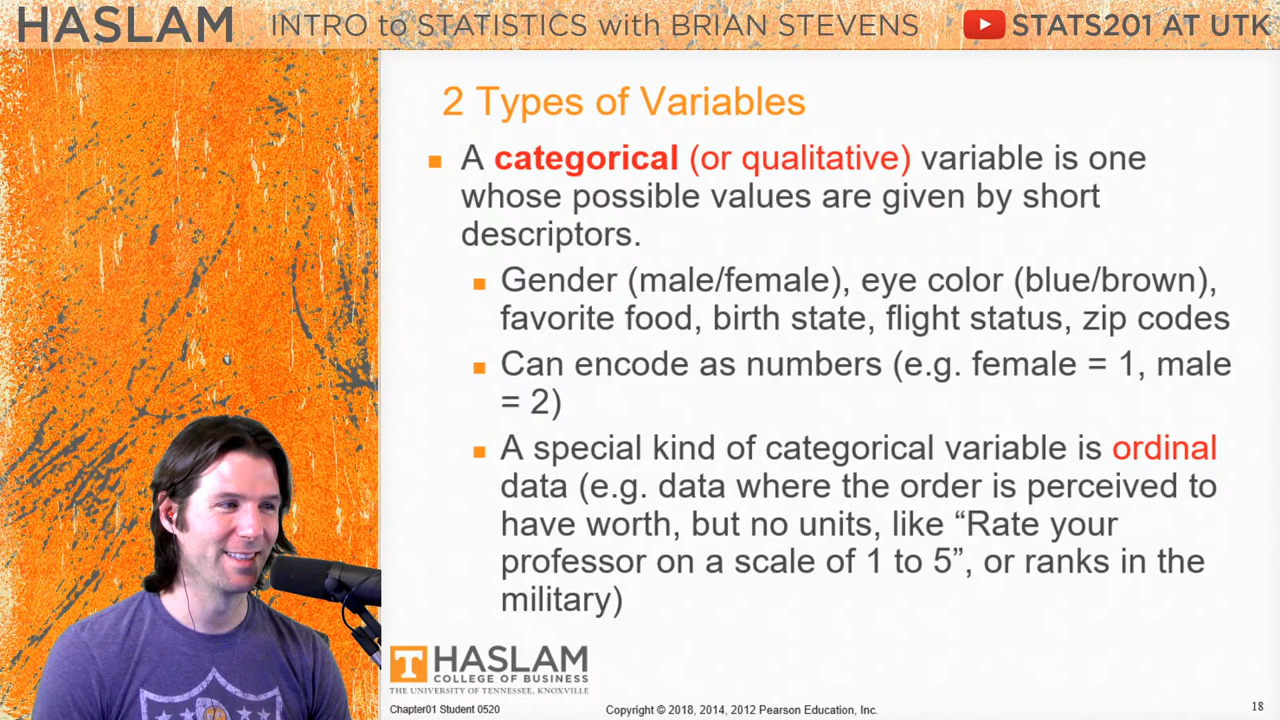 HASLAM INTRO to STATISTICS with BRIAN STEVENS STATS201 AT UTK
2 Types of Variables
A categorical (or qualitative) variable is one
whose possible values are given by short
descriptors.
Gender (male/female), eye color (blue/brown),
favorite food, birth state, flight status, zip codes
Can encode as numbers (e.g. female = 1, male
= 2)
A special kind of categorical variable is ordinal
data (e.g. data where the order is perceived to
have worth, but no units, like “Rate your
professor on a scale of 1 to 5”, or ranks in the
military)
T HASLAM
COLLEGE OF BUSINESS
THE UNIVERSITY OF TENNESSEE, KNOXVILLE
Chapter01 Student 0520 Copyright © 2018, 2014, 2012 Pearson Education, Inc. 18